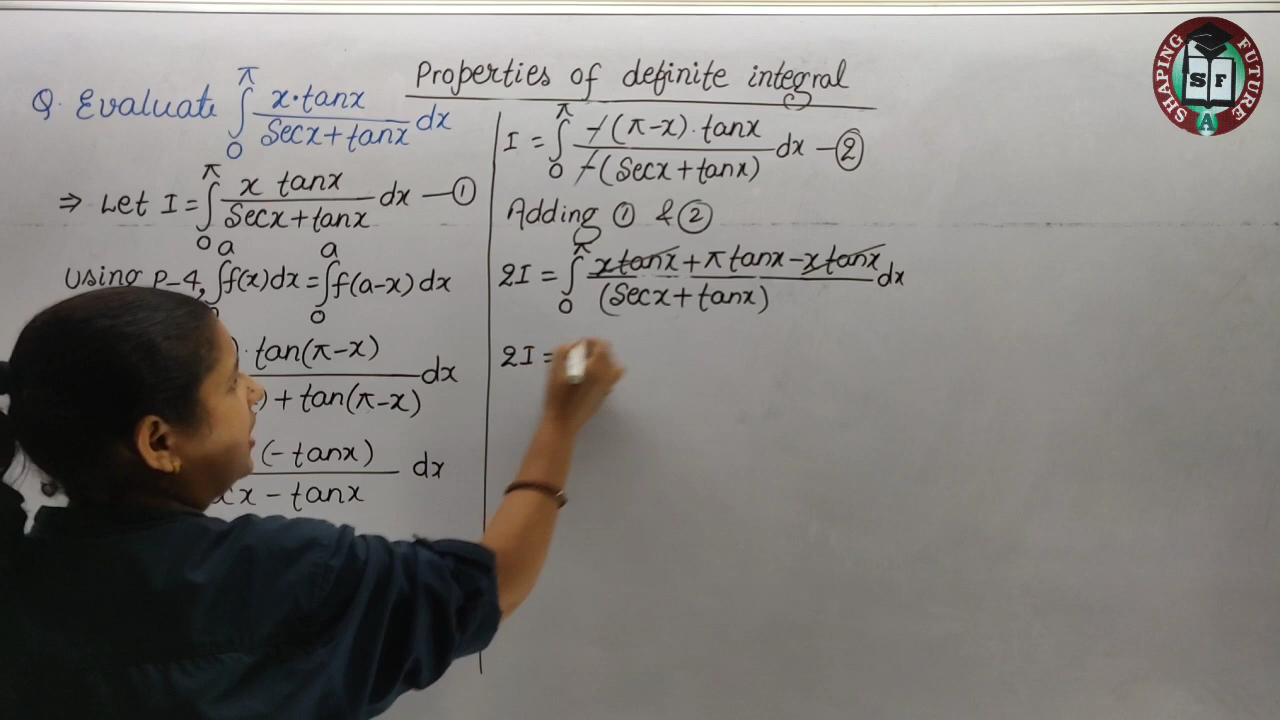 Properties of definite integral
Q. Evaluate ∫₀^π x·tanx / (Secx + tanx) dx
⇒ Let I = ∫₀^π x tanx / (Secx + tanx) dx — ①
Using P-4, ∫₀^a f(x)dx = ∫₀^a f(a-x)dx
· tan(π-x) / ) + tan(π-x) dx
(-tanx) / x - tanx dx
I = ∫₀^π -(π-x)·tanx / -(Secx + tanx) dx — ②
Adding ① & ②
2I = ∫₀^π x tanx + π tanx - x tanx / (Secx + tanx) dx
2I =
SHAPING FUTURE
S F
A